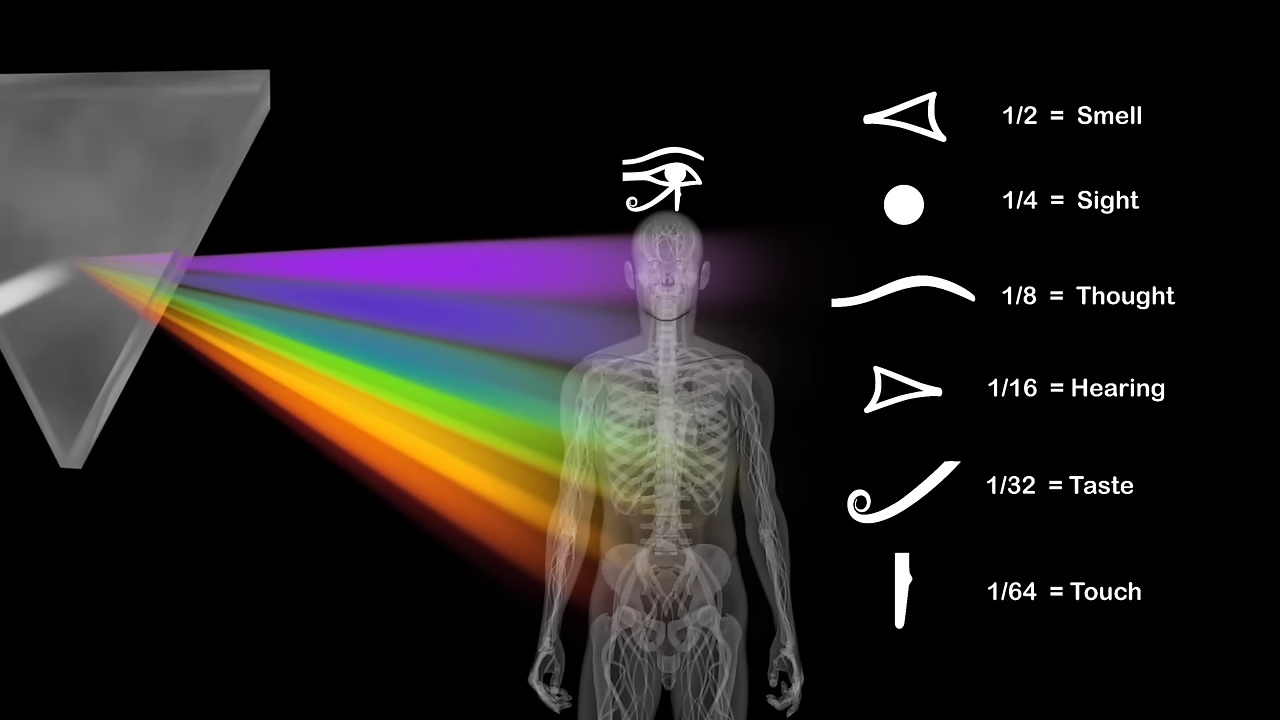 1/2 = Smell
1/4 = Sight
1/8 = Thought
1/16 = Hearing
1/32 = Taste
1/64 = Touch